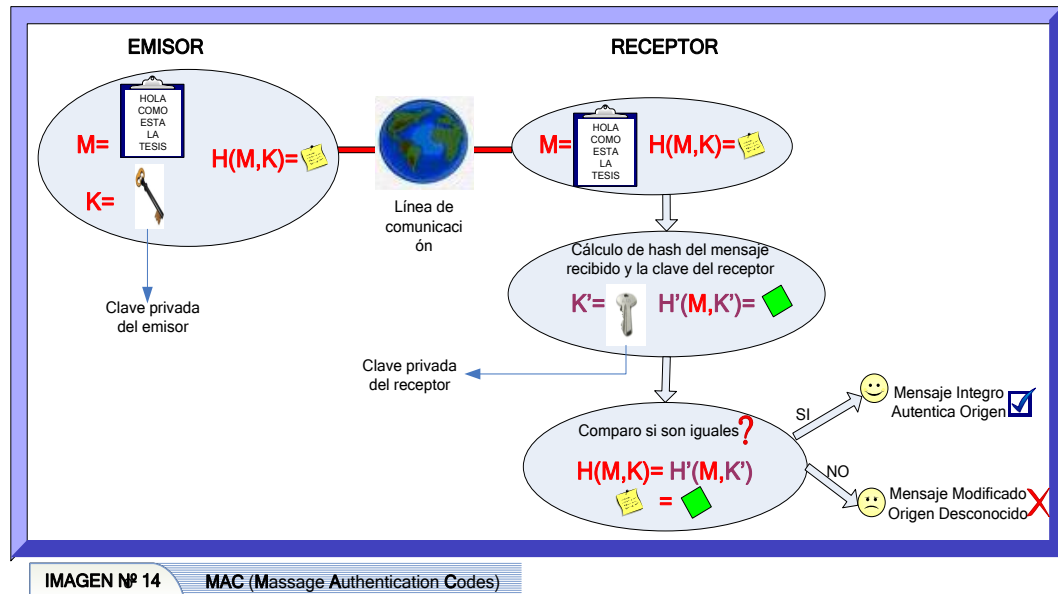 EMISOR
RECEPTOR
HOLA
COMO
ESTA
LA
TESIS
M=
H(M,K)=
K=
Clave privada
del emisor
Línea de
comunicaci
ón
M=
HOLA
COMO
ESTA
LA
TESIS
H(M,K)=
Cálculo de hash del mensaje
recibido y la clave del receptor
K'=
H'(M,K')=
Clave privada
del receptor
Comparo si son iguales?
H(M,K)= H'(M,K')
=
SI
Mensaje Integro
Autentica Origen
NO
Mensaje Modificado
Origen Desconocido
IMAGEN Nº 14
MAC (Massage Authentication Codes)